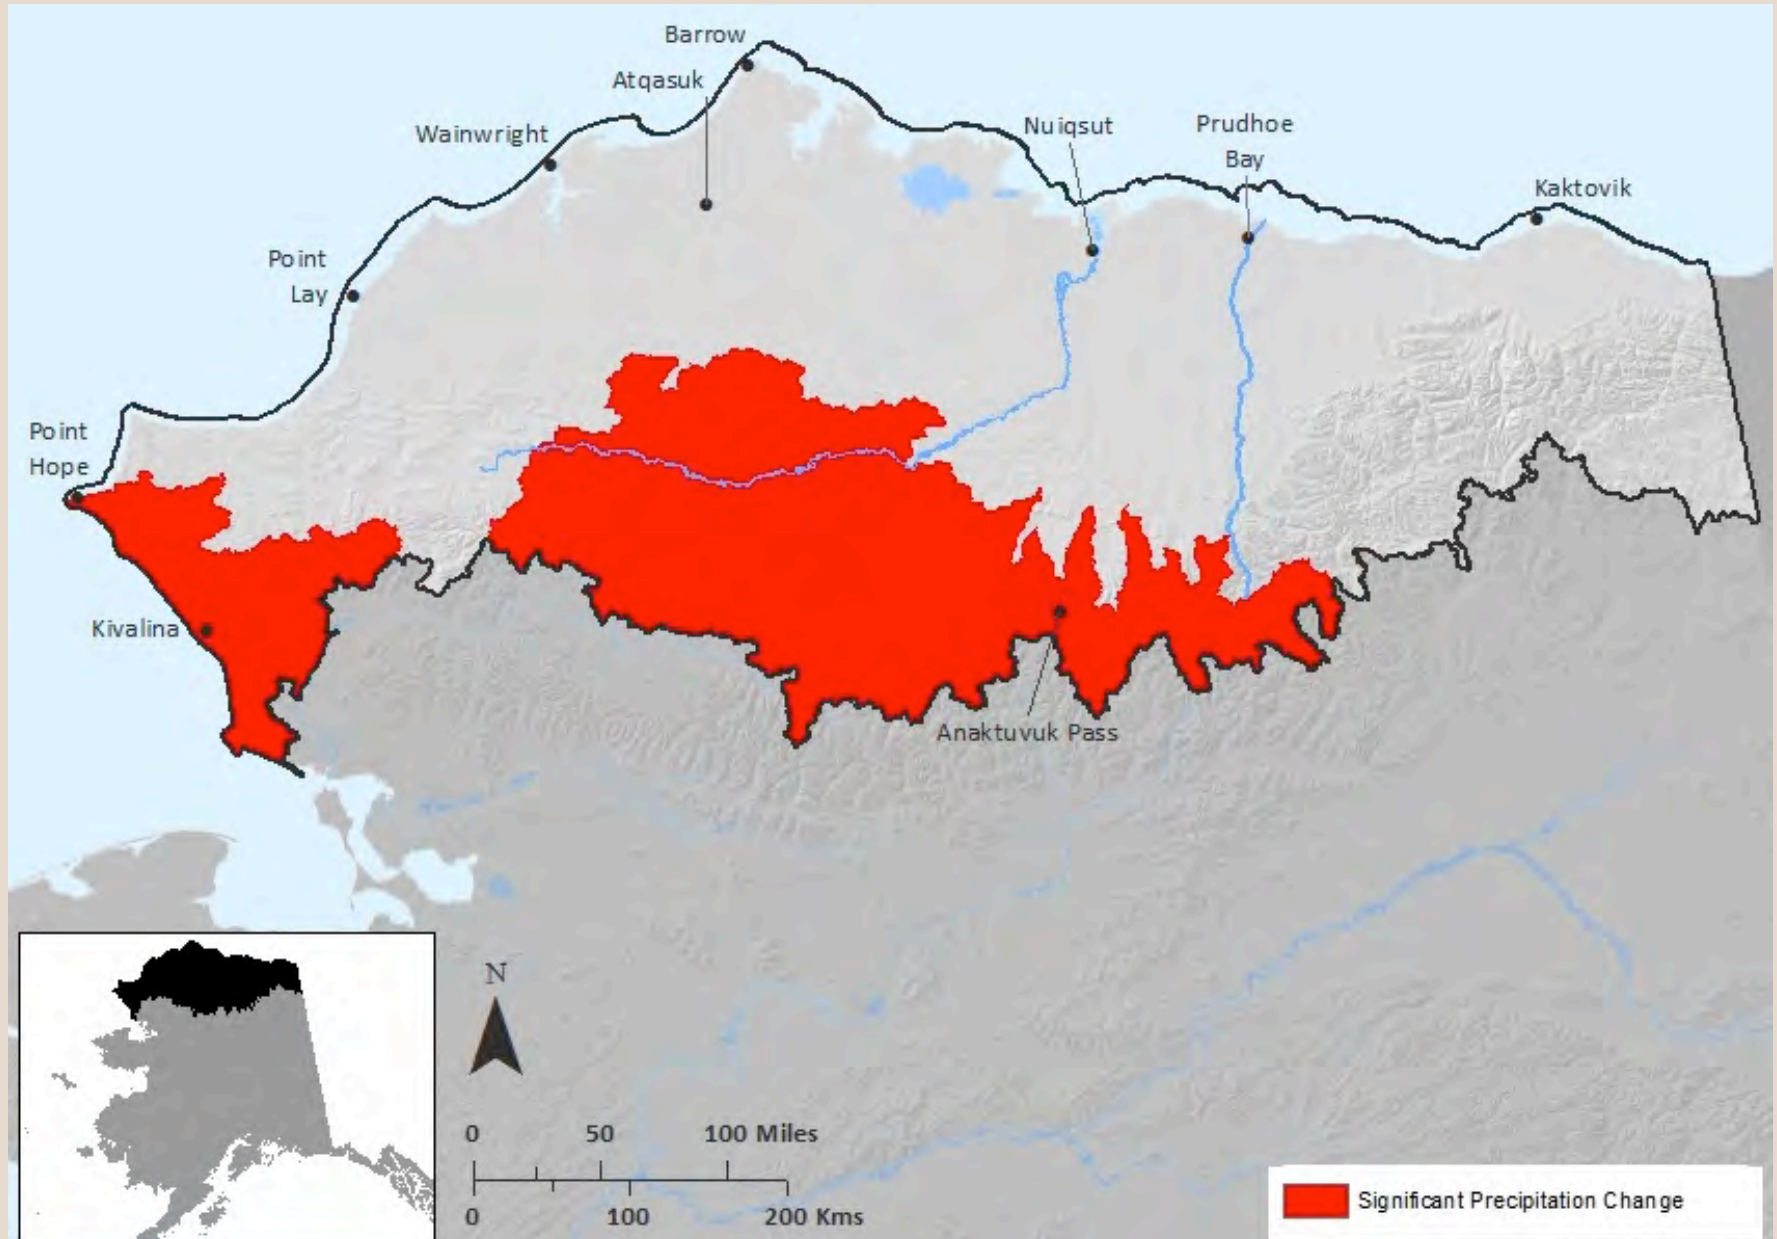 Barrow
Atqasuk
Wainwright
Nuiqsut
Prudhoe
Bay
Kaktovik
Point
Lay
Point
Hope
Kivalina
Anaktuvuk Pass
N
0 50 100 Miles
0 100 200 Kms
Significant Precipitation Change